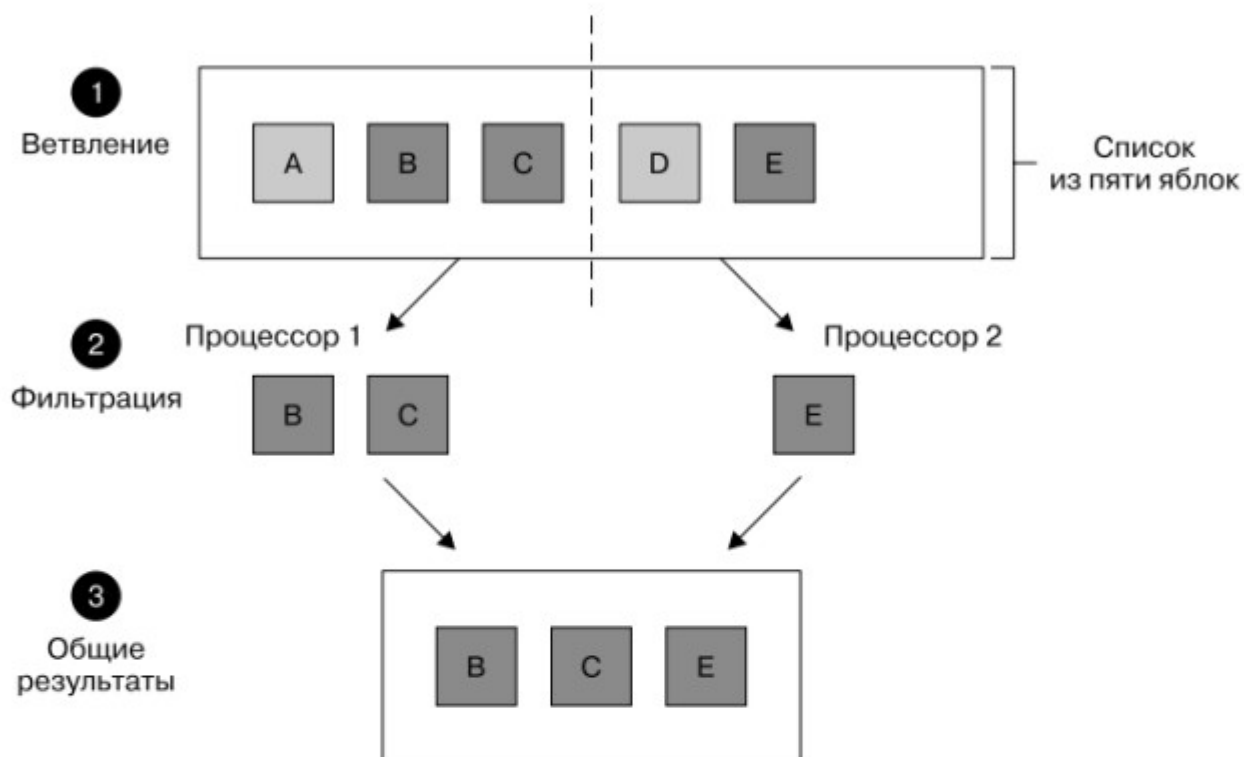 1
Ветвление
A
B
C
D
E
Список
из пяти яблок
2
Фильтрация
Процессор 1
Процессор 2
B
C
E
3
Общие
результаты
B
C
E